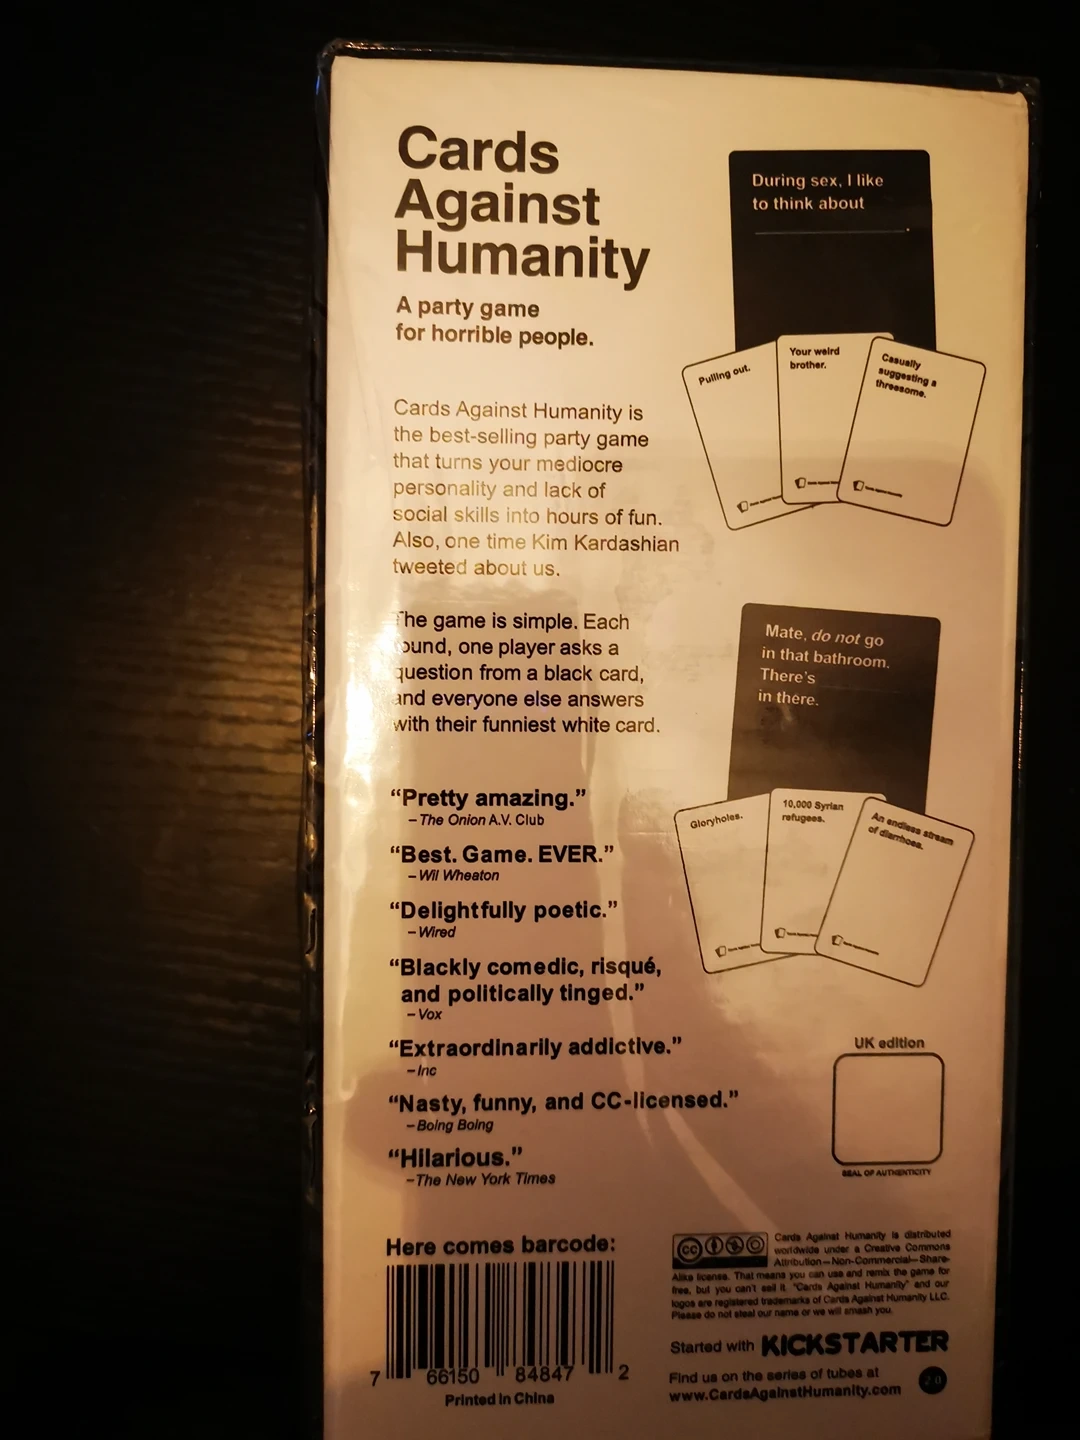 Cards
Against
Humanity
A party game
for horrible people.
Cards Against Humanity is
the best-selling party game
that turns your mediocre
personality and lack of
social skills into hours of fun.
Also, one time Kim Kardashian
tweeted about us.
The game is simple. Each
round, one player asks a
question from a black card,
and everyone else answers
with their funniest white card.
"Pretty amazing."
– The Onion A.V. Club
"Best. Game. EVER."
– Wil Wheaton
"Delightfully poetic."
– Wired
"Blackly comedic, risqué,
and politically tinged."
– Vox
"Extraordinarily addictive."
– Inc
"Nasty, funny, and CC-licensed."
– Boing Boing
"Hilarious."
– The New York Times
Here comes barcode:
7 66150 84847 2
Printed in China
During sex, I like
to think about
Pulling out.
Your weird
brother.
Casually
suggesting a
threesome.
Mate, do not go
in that bathroom.
There's
in there.
Gloryholes.
10,000 Syrian
refugees.
An endless stream
of diarrhoea.
UK edition
SEAL OF AUTHENTICITY
cc
Cards Against Humanity is distributed
worldwide under a Creative Commons
Attribution–Non-Commercial–Share-
Alike license. That means you can use and remix the game for
free, but you can't sell it. "Cards Against Humanity" and our
logos are registered trademarks of Cards Against Humanity LLC.
Please do not steal our name or we will smash you.
Started with KICKSTARTER
Find us on the series of tubes at
www.CardsAgainstHumanity.com
2.0